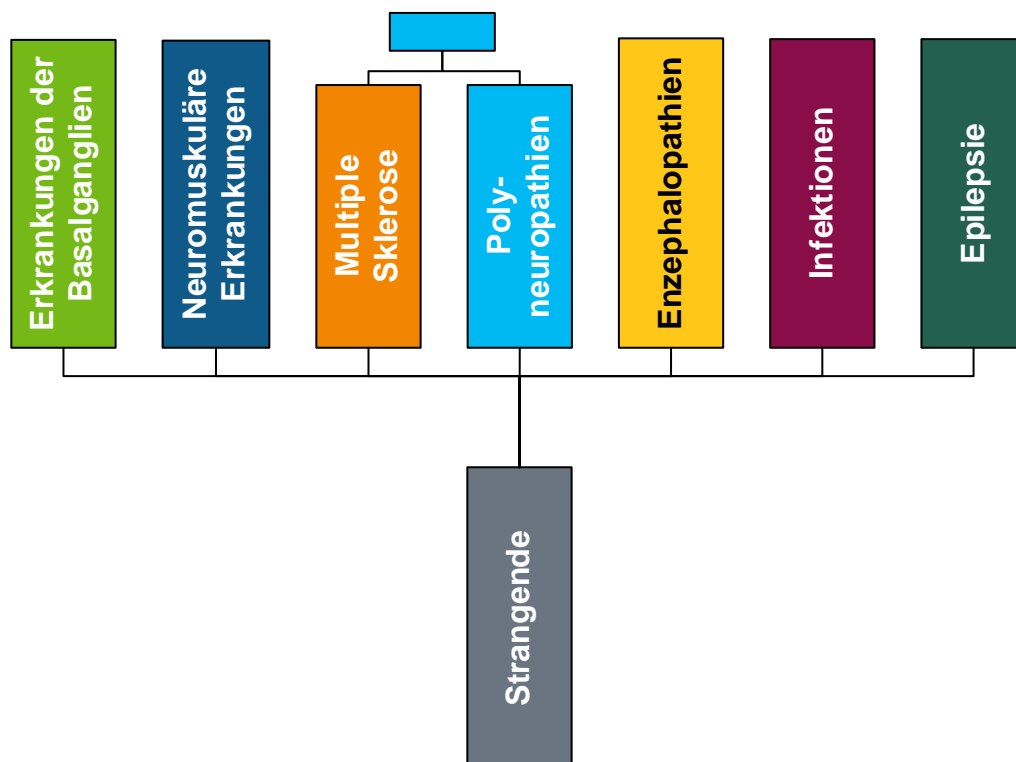 Erkrankungen der
Basalganglien
Neuromuskuläre
Erkrankungen
Multiple
Sklerose
Poly-
neuropathien
Enzephalopathien
Infektionen
Epilepsie
Strangende